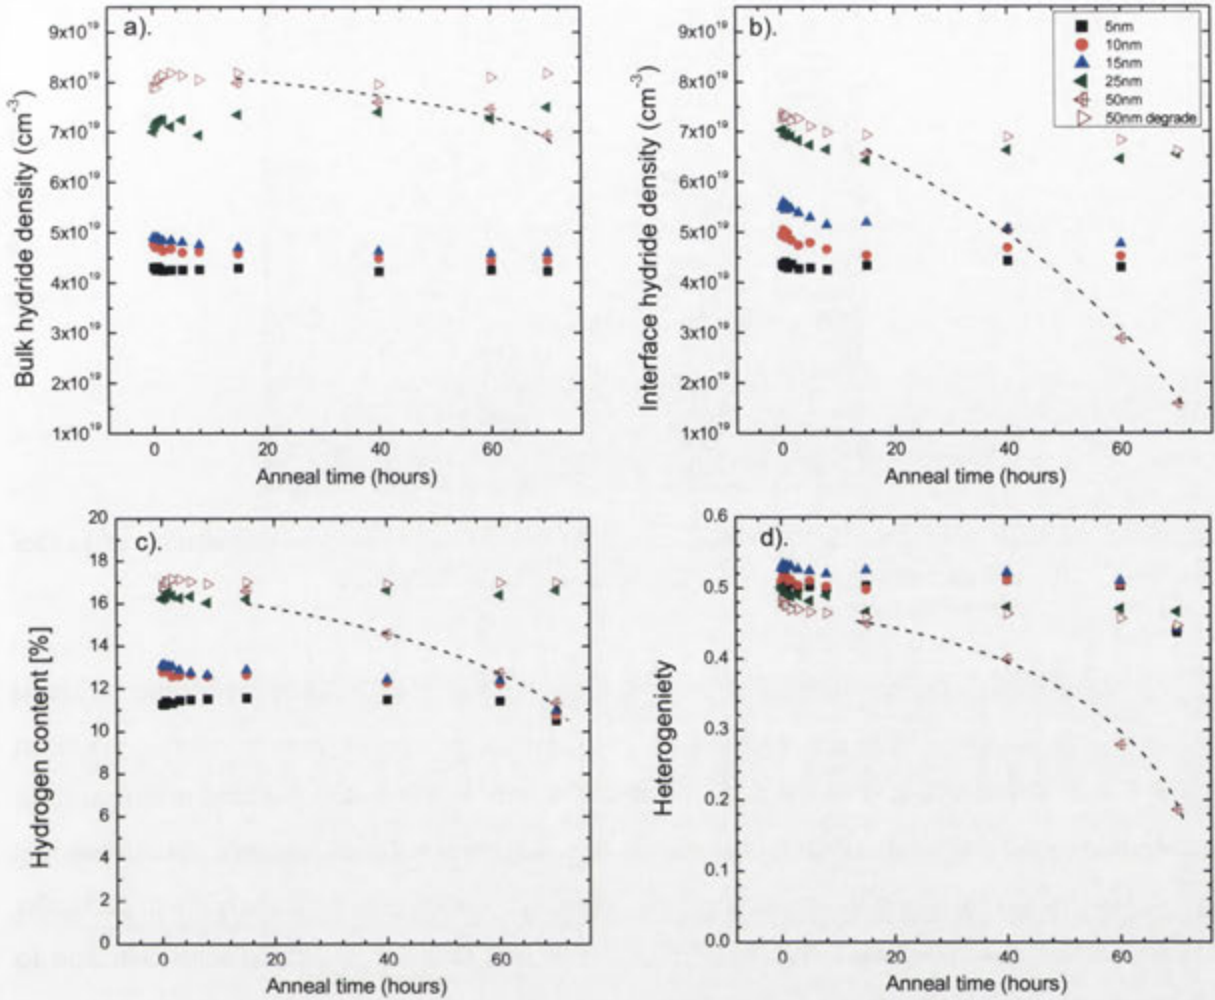 a).
9x10¹⁹
8x10¹⁹
7x10¹⁹
6x10¹⁹
5x10¹⁹
4x10¹⁹
3x10¹⁹
2x10¹⁹
1x10¹⁹
Bulk hydride density (cm⁻³)
0 20 40 60
Anneal time (hours)
b).
9x10¹⁹
8x10¹⁹
7x10¹⁹
6x10¹⁹
5x10¹⁹
4x10¹⁹
3x10¹⁹
2x10¹⁹
1x10¹⁹
Interface hydride density (cm⁻³)
0 20 40 60
Anneal time (hours)
5nm
10nm
15nm
25nm
50nm
50nm degrade
c).
20
18
16
14
12
10
8
6
4
2
0
Hydrogen content [%]
0 20 40 60
Anneal time (hours)
d).
0.6
0.5
0.4
0.3
0.2
0.1
0.0
Heterogeniety
0 20 40 60
Anneal time (hours)